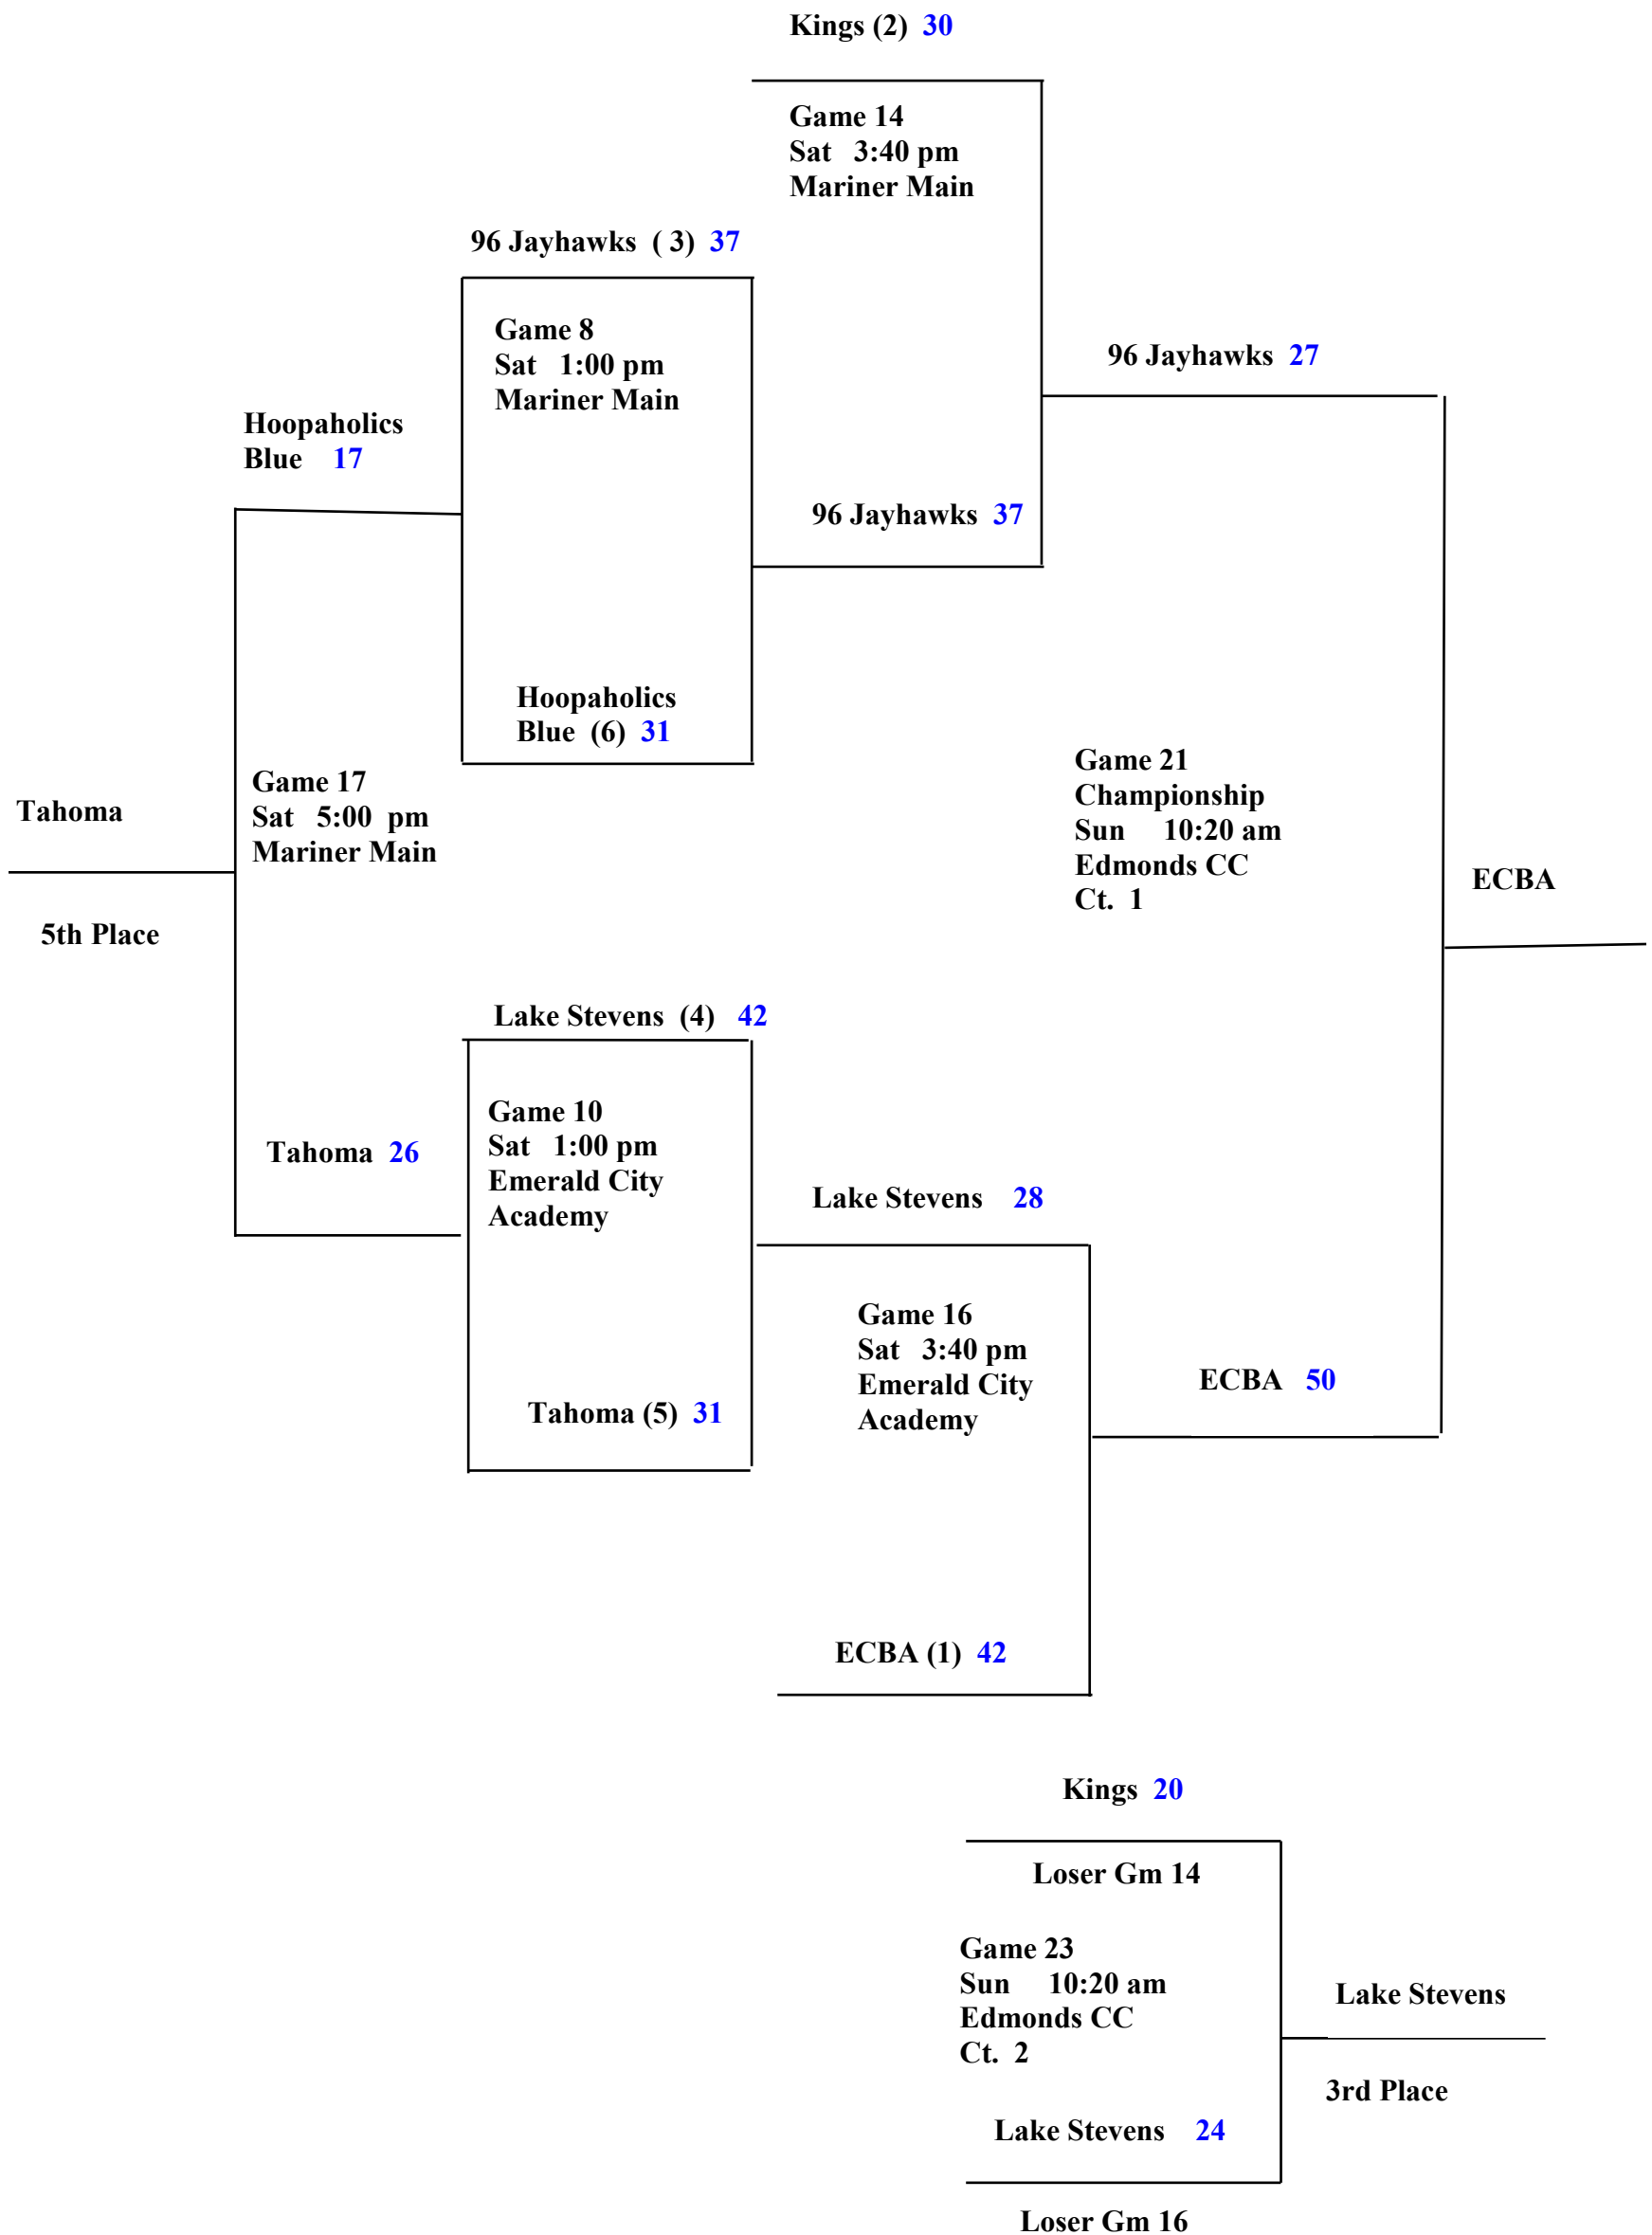 Kings (2) 30
Game 14
Sat 3:40 pm
Mariner Main
96 Jayhawks ( 3) 37
Game 8
Sat 1:00 pm
Mariner Main
96 Jayhawks 27
Hoopaholics
Blue 17
96 Jayhawks 37
Hoopaholics
Blue (6) 31
Game 17
Sat 5:00 pm
Mariner Main
Tahoma
5th Place
Game 21
Championship
Sun 10:20 am
Edmonds CC
Ct. 1
ECBA
Lake Stevens (4) 42
Game 10
Sat 1:00 pm
Emerald City
Academy
Tahoma 26
Lake Stevens 28
Game 16
Sat 3:40 pm
Emerald City
Academy
ECBA 50
Tahoma (5) 31
ECBA (1) 42
Kings 20
Loser Gm 14
Game 23
Sun 10:20 am
Edmonds CC
Ct. 2
Lake Stevens
3rd Place
Lake Stevens 24
Loser Gm 16